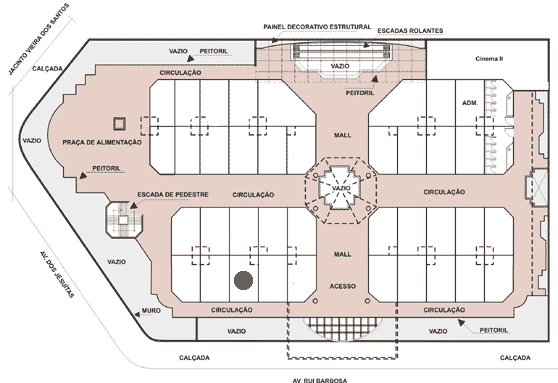 PAINEL DECORATIVO ESTRUTURAL
ESCADAS ROLANTES
JACINTO VIEIRA DOS SANTOS
CALÇADA
VAZIO
PEITORIL
VAZIO
Cinema II
CIRCULAÇÃO
PEITORIL
ADM.
VAZIO
PRAÇA DE ALIMENTAÇÃO
MALL
PEITORIL
ESCADA DE PEDESTRE
CIRCULAÇÃO
VAZIO
CIRCULAÇÃO
VAZIO
MALL
AV. DOS JESUÍTAS
ACESSO
MURO
CIRCULAÇÃO
CIRCULAÇÃO
VAZIO
VAZIO
PEITORIL
CALÇADA
CALÇADA
AV. RUI BARBOSA